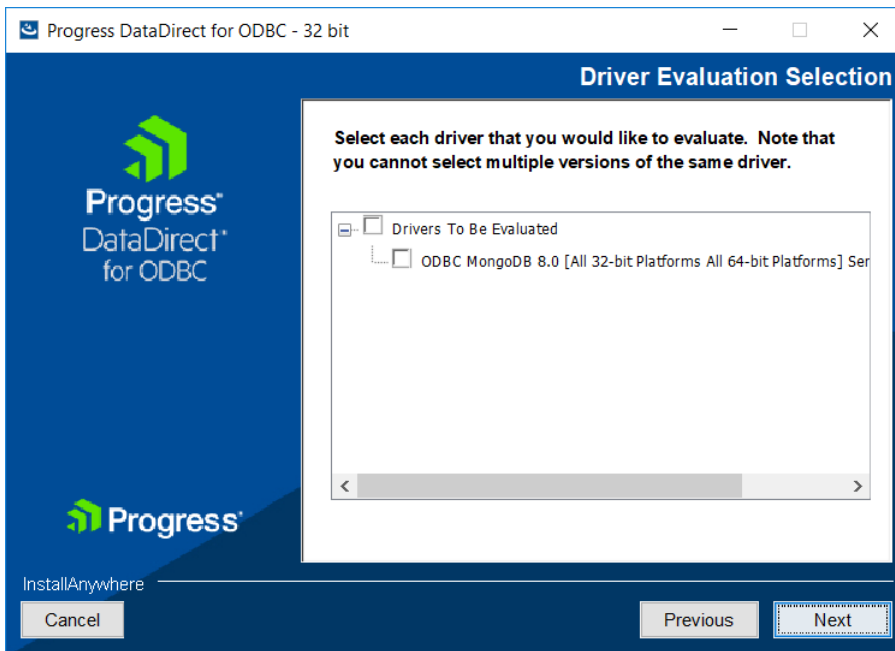 Progress DataDirect for ODBC - 32 bit
Driver Evaluation Selection
Progress
DataDirect
for ODBC
Select each driver that you would like to evaluate. Note that
you cannot select multiple versions of the same driver.
Drivers To Be Evaluated
ODBC MongoDB 8.0 [All 32-bit Platforms All 64-bit Platforms] Ser
Progress
InstallAnywhere
Cancel
Previous
Next